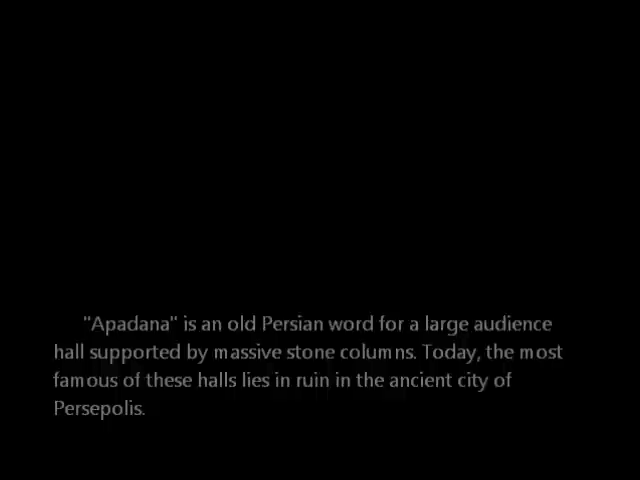 "Apadana" is an old Persian word for a large audience
hall supported by massive stone columns. Today, the most
famous of these halls lies in ruin in the ancient city of
Persepolis.